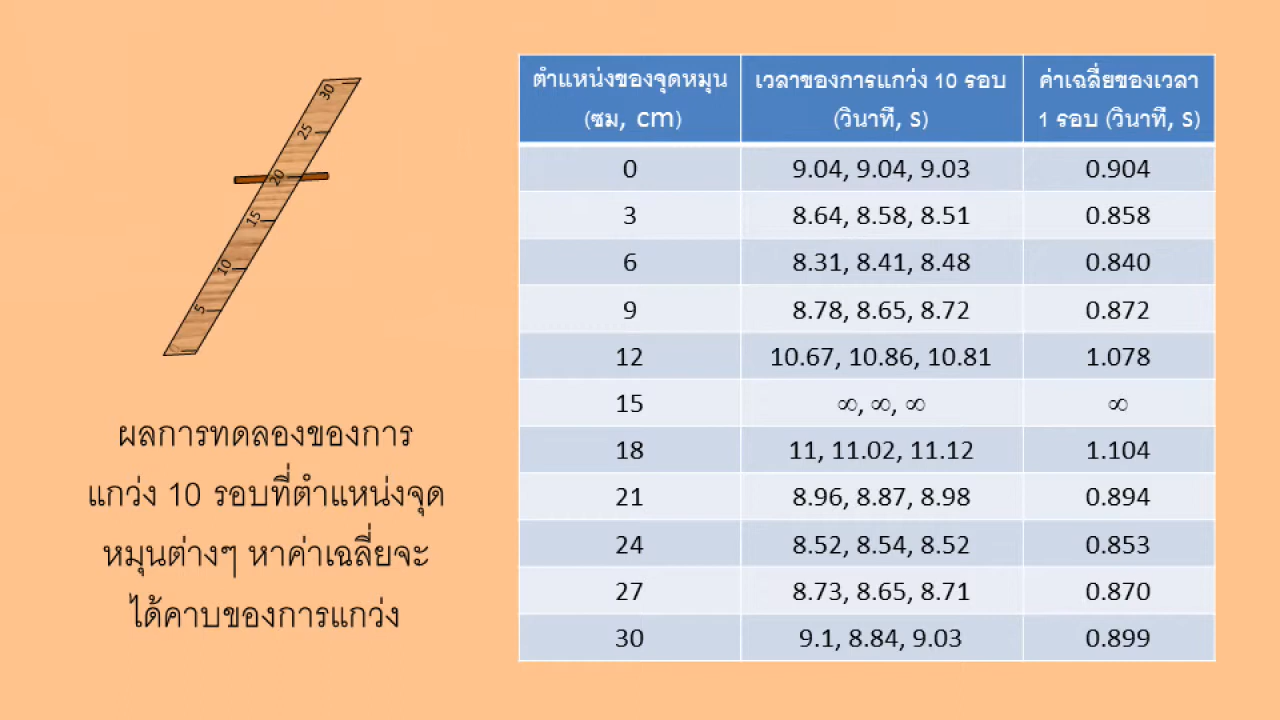 30
25
20
15
10
5
ผลการทดลองของการ
แกว่ง 10 รอบที่ตำแหน่งจุด
หมุนต่างๆ หาค่าเฉลี่ยจะ
ได้คาบของการแกว่ง
ตำแหน่งของจุดหมุน (ซม, cm) เวลาของการแกว่ง 10 รอบ (วินาที, s) ค่าเฉลี่ยของเวลา 1 รอบ (วินาที, s)
0 9.04, 9.04, 9.03 0.904
3 8.64, 8.58, 8.51 0.858
6 8.31, 8.41, 8.48 0.840
9 8.78, 8.65, 8.72 0.872
12 10.67, 10.86, 10.81 1.078
15 ∞, ∞, ∞ ∞
18 11, 11.02, 11.12 1.104
21 8.96, 8.87, 8.98 0.894
24 8.52, 8.54, 8.52 0.853
27 8.73, 8.65, 8.71 0.870
30 9.1, 8.84, 9.03 0.899